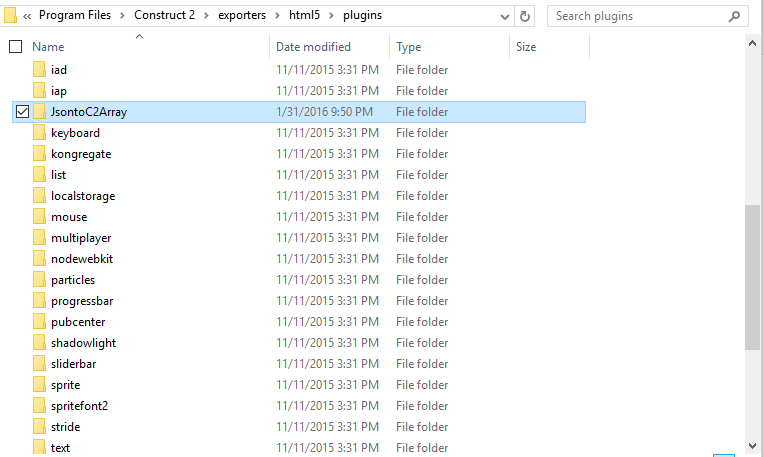 « Program Files > Construct 2 > exporters > html5 > plugins Search plugins
Name Date modified Type Size
iad 11/11/2015 3:31 PM File folder
iap 11/11/2015 3:31 PM File folder
JsontoC2Array 1/31/2016 9:50 PM File folder
keyboard 11/11/2015 3:31 PM File folder
kongregate 11/11/2015 3:31 PM File folder
list 11/11/2015 3:31 PM File folder
localstorage 11/11/2015 3:31 PM File folder
mouse 11/11/2015 3:31 PM File folder
multiplayer 11/11/2015 3:31 PM File folder
nodewebkit 11/11/2015 3:31 PM File folder
particles 11/11/2015 3:31 PM File folder
progressbar 11/11/2015 3:31 PM File folder
pubcenter 11/11/2015 3:31 PM File folder
shadowlight 11/11/2015 3:31 PM File folder
sliderbar 11/11/2015 3:31 PM File folder
sprite 11/11/2015 3:31 PM File folder
spritefont2 11/11/2015 3:31 PM File folder
stride 11/11/2015 3:31 PM File folder
text 11/11/2015 3:31 PM File folder